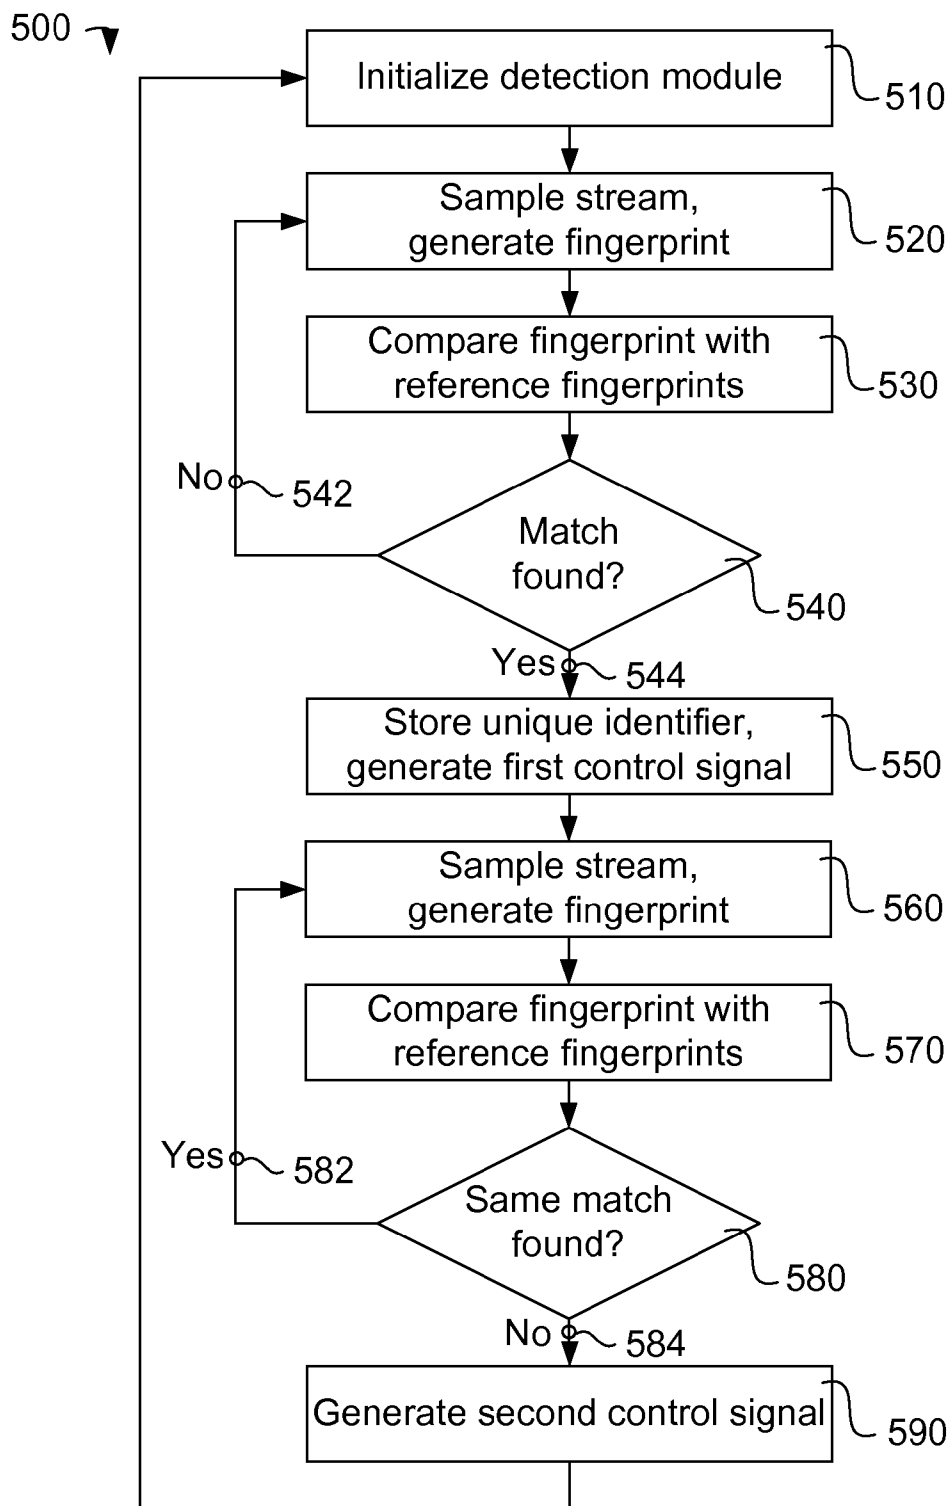 500
Initialize detection module
510
Sample stream,
generate fingerprint
520
Compare fingerprint with
reference fingerprints
530
No
542
Match
found?
540
Yes
544
Store unique identifier,
generate first control signal
550
Sample stream,
generate fingerprint
560
Compare fingerprint with
reference fingerprints
570
Yes
582
Same match
found?
580
No
584
Generate second control signal
590